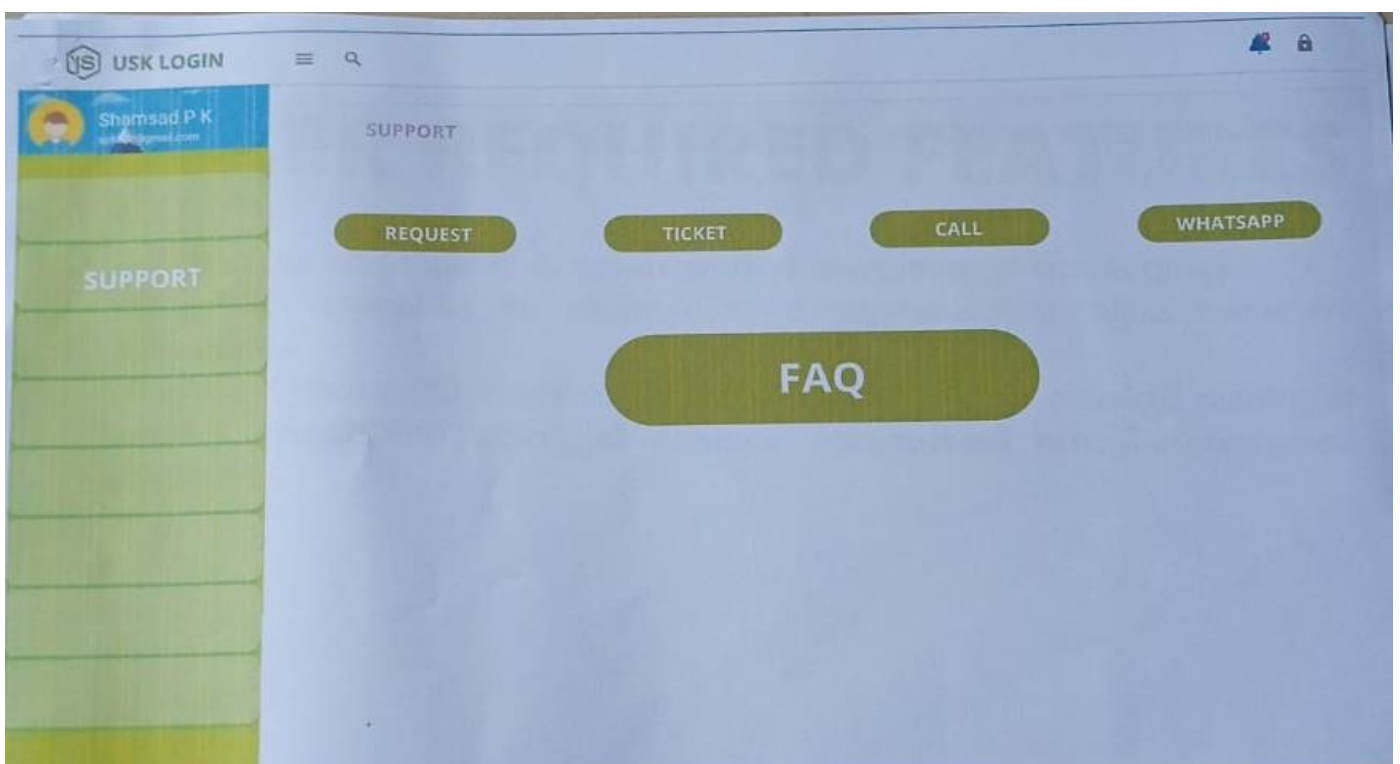 USK LOGIN
Shamsad P K
SUPPORT
SUPPORT
REQUEST
TICKET
CALL
WHATSAPP
FAQ